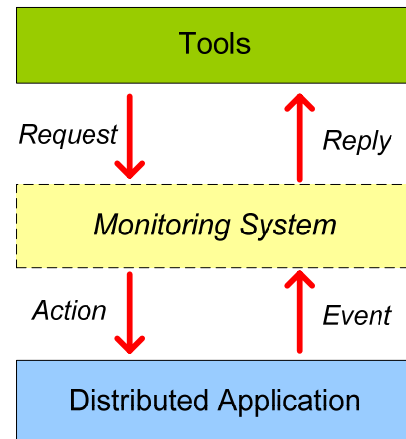 Tools
Request
Reply
Monitoring System
Action
Event
Distributed Application